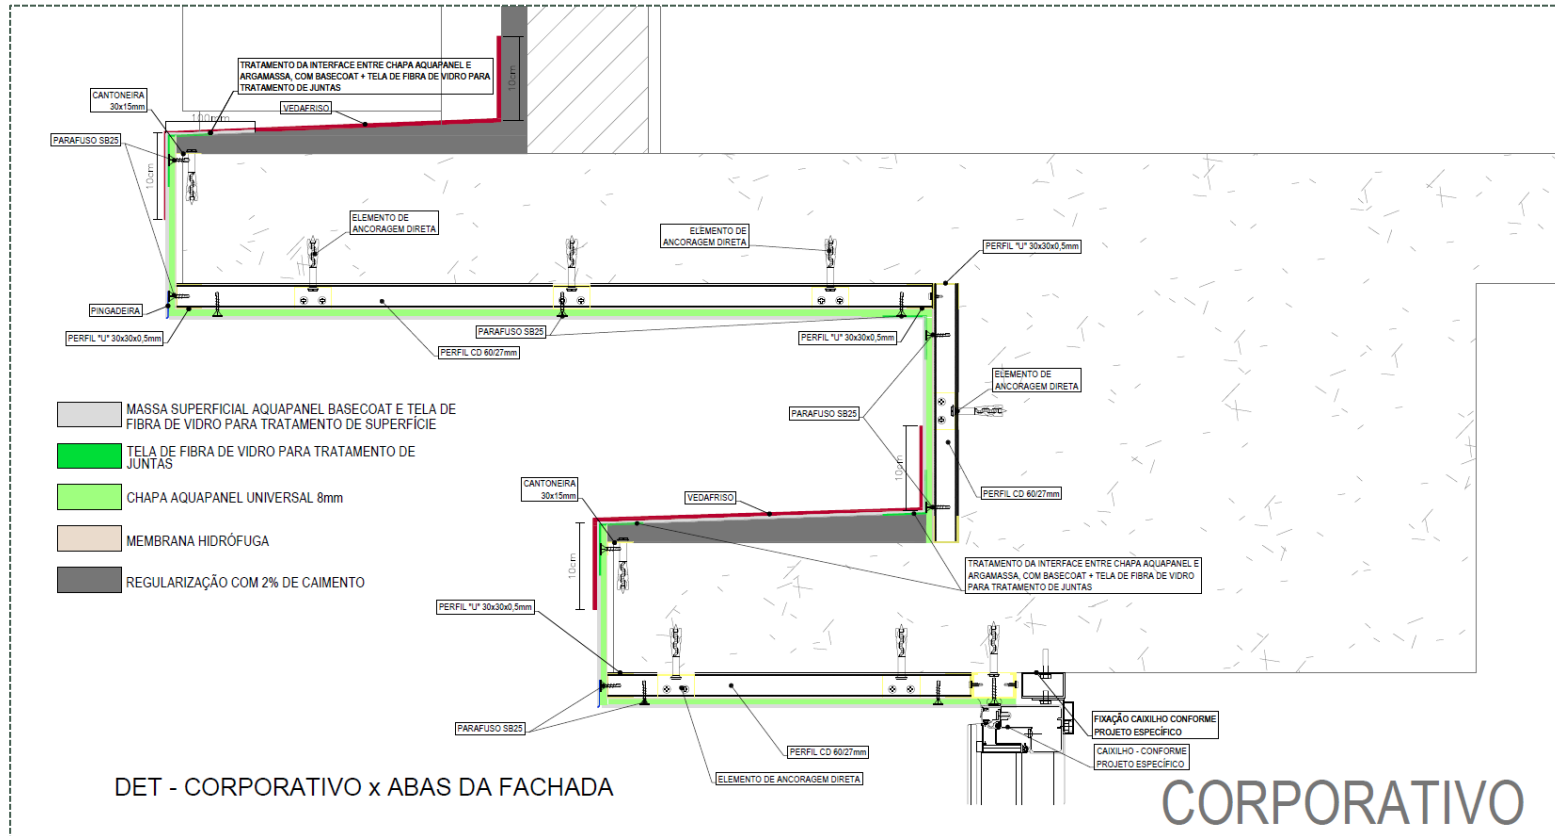 TRATAMENTO DA INTERFACE ENTRE CHAPA AQUAPANEL E
ARGAMASSA, COM BASECOAT + TELA DE FIBRA DE VIDRO PARA
TRATAMENTO DE JUNTAS
10cm
CANTONEIRA
30x15mm
VEDAFRISO
100mm
PARAFUSO SB25
10cm
ELEMENTO DE
ANCORAGEM DIRETA
ELEMENTO DE
ANCORAGEM DIRETA
PERFIL "U" 30x30x0,5mm
PINGADEIRA
PERFIL "U" 30x30x0,5mm
PARAFUSO SB25
PERFIL "U" 30x30x0,5mm
PERFIL CD 60/27mm
ELEMENTO DE
ANCORAGEM DIRETA
MASSA SUPERFICIAL AQUAPANEL BASECOAT E TELA DE
FIBRA DE VIDRO PARA TRATAMENTO DE SUPERFÍCIE
PARAFUSO SB25
TELA DE FIBRA DE VIDRO PARA TRATAMENTO DE
JUNTAS
10cm
CANTONEIRA
30x15mm
VEDAFRISO
PERFIL CD 60/27mm
CHAPA AQUAPANEL UNIVERSAL 8mm
MEMBRANA HIDRÓFUGA
10cm
TRATAMENTO DA INTERFACE ENTRE CHAPA AQUAPANEL E
ARGAMASSA, COM BASECOAT + TELA DE FIBRA DE VIDRO
PARA TRATAMENTO DE JUNTAS
REGULARIZAÇÃO COM 2% DE CAIMENTO
PERFIL "U" 30x30x0,5mm
PARAFUSO SB25
FIXAÇÃO CAIXILHO CONFORME
PROJETO ESPECÍFICO
PERFIL CD 60/27mm
CAIXILHO - CONFORME
PROJETO ESPECÍFICO
ELEMENTO DE ANCORAGEM DIRETA
DET - CORPORATIVO x ABAS DA FACHADA
CORPORATIVO